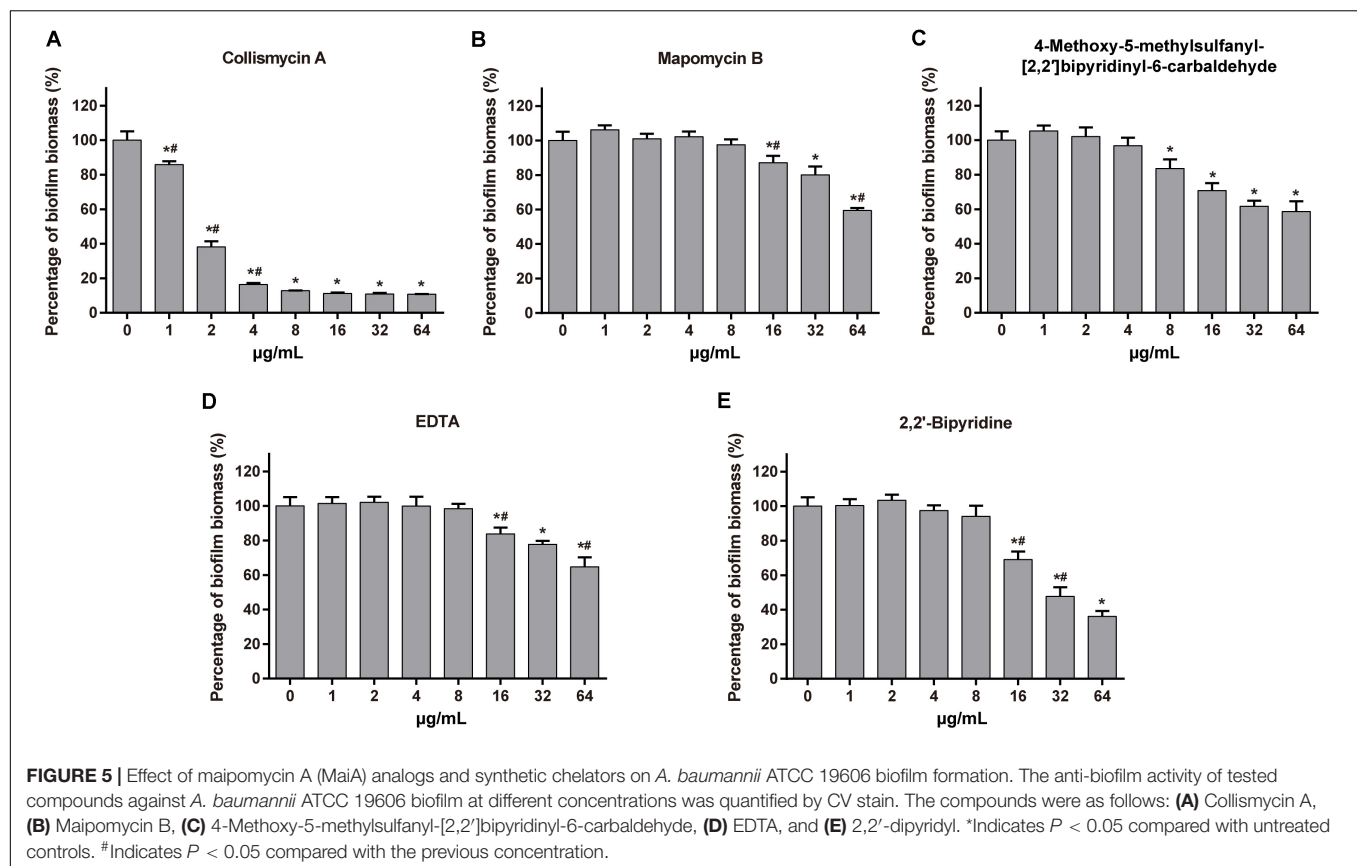 A
Collismycin A
Percentage of biofilm biomass (%)
120
100
80
60
40
20
0
*#
*#
*#
*
*
*
*
0 1 2 4 8 16 32 64
µg/mL
B
Mapomycin B
Percentage of biofilm biomass (%)
120
100
80
60
40
20
0
*#
*
*#
0 1 2 4 8 16 32 64
µg/mL
C
4-Methoxy-5-methylsulfanyl-
[2,2']bipyridinyl-6-carbaldehyde
Percentage of biofilm biomass (%)
120
100
80
60
40
20
0
*
*
*
*
0 1 2 4 8 16 32 64
µg/mL
D
EDTA
Percentage of biofilm biomass (%)
120
100
80
60
40
20
0
*#
*
*#
0 1 2 4 8 16 32 64
µg/mL
E
2,2'-Bipyridine
Percentage of biofilm biomass (%)
120
100
80
60
40
20
0
*#
*#
*
0 1 2 4 8 16 32 64
µg/mL
FIGURE 5 | Effect of maipomycin A (MaiA) analogs and synthetic chelators on A. baumannii ATCC 19606 biofilm formation. The anti-biofilm activity of tested
compounds against A. baumannii ATCC 19606 biofilm at different concentrations was quantified by CV stain. The compounds were as follows: (A) Collismycin A,
(B) Maipomycin B, (C) 4-Methoxy-5-methylsulfanyl-[2,2′]bipyridinyl-6-carbaldehyde, (D) EDTA, and (E) 2,2′-dipyridyl. *Indicates P < 0.05 compared with untreated
controls. #Indicates P < 0.05 compared with the previous concentration.